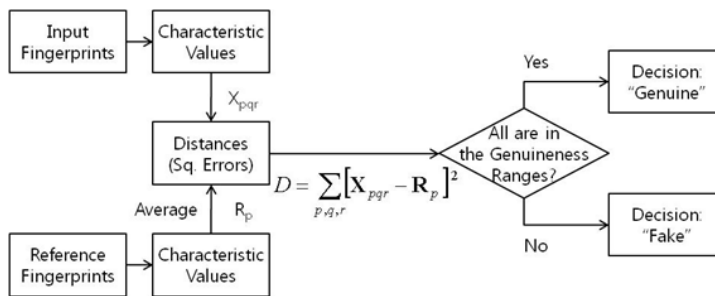 Input
Fingerprints
Characteristic
Values
X_pqr
Distances
(Sq. Errors)
D = ∑_{p,q,r} [X_pqr − R_p]²
Average
R_p
Reference
Fingerprints
Characteristic
Values
All are in
the Genuineness
Ranges?
Yes
Decision:
"Genuine"
No
Decision:
"Fake"